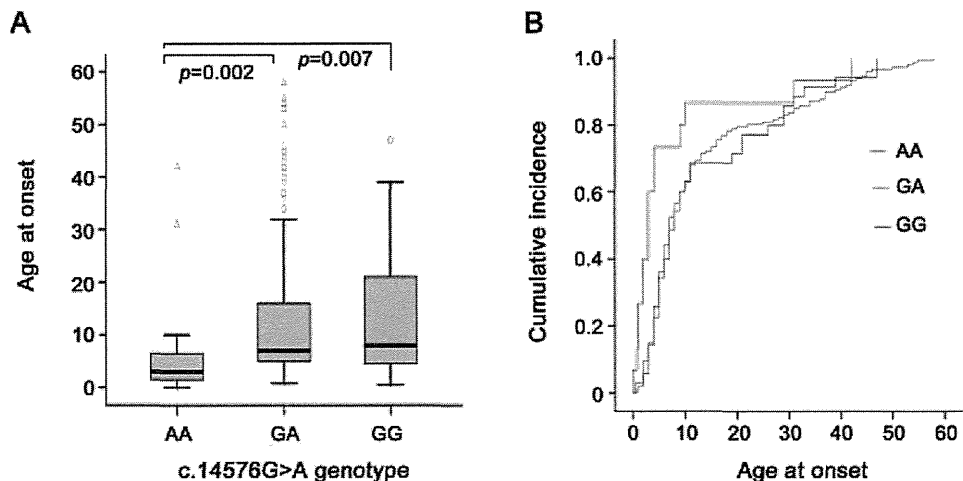 A
Age at onset
60
50
40
30
20
10
0
p=0.002
p=0.007
AA
GA
GG
c.14576G>A genotype
B
Cumulative incidence
1.0
0.8
0.6
0.4
0.2
0
AA
GA
GG
0
10
20
30
40
50
60
Age at onset